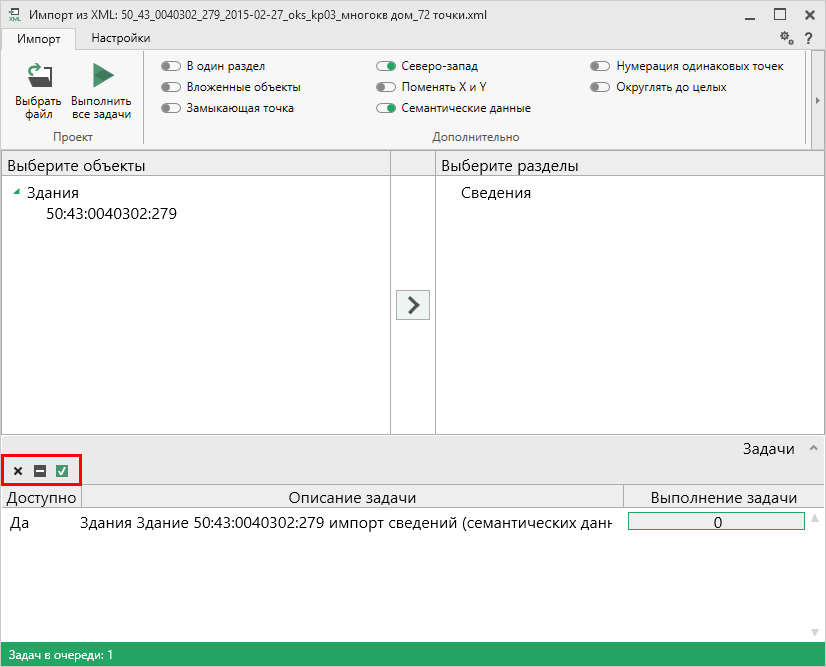 Импорт из XML: 50_43_0040302_279_2015-02-27_oks_kp03_многокв дом_72 точки.xml
Импорт
Настройки
?
Выбрать файл
Выполнить все задачи
Проект
В один раздел
Вложенные объекты
Замыкающая точка
Северо-запад
Поменять X и Y
Семантические данные
Нумерация одинаковых точек
Округлять до целых
Дополнительно
Выберите объекты
Выберите разделы
Здания
50:43:0040302:279
Сведения
Задачи
Доступно
Описание задачи
Выполнение задачи
Да
Здания Здание 50:43:0040302:279 импорт сведений (семантических данн
0
Задач в очереди: 1